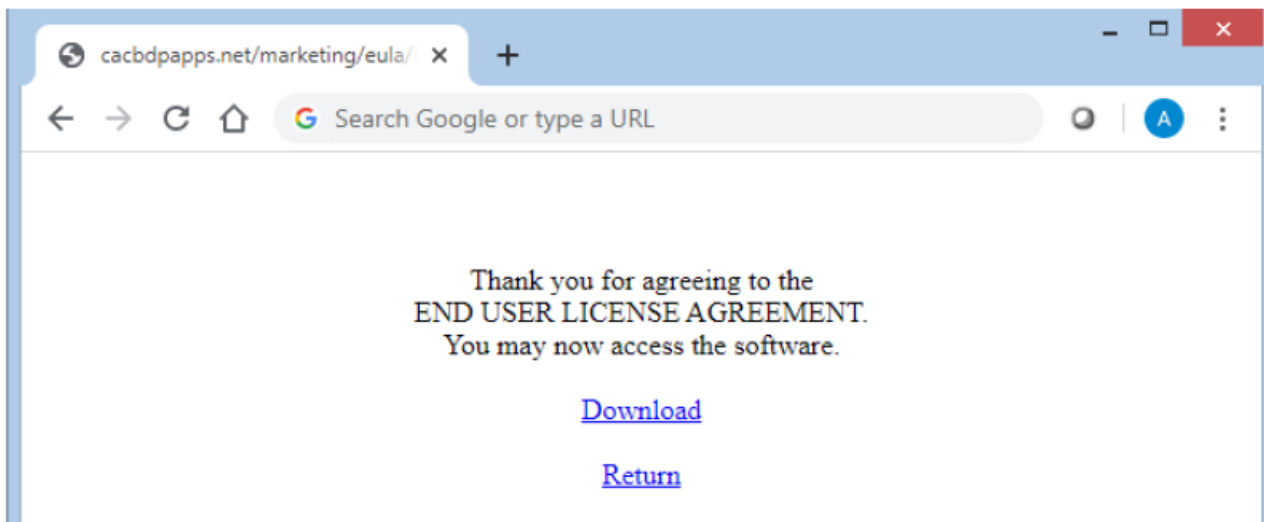 cacbdpapps.net/marketing/eula/
Search Google or type a URL
A
Thank you for agreeing to the
END USER LICENSE AGREEMENT.
You may now access the software.
Download
Return